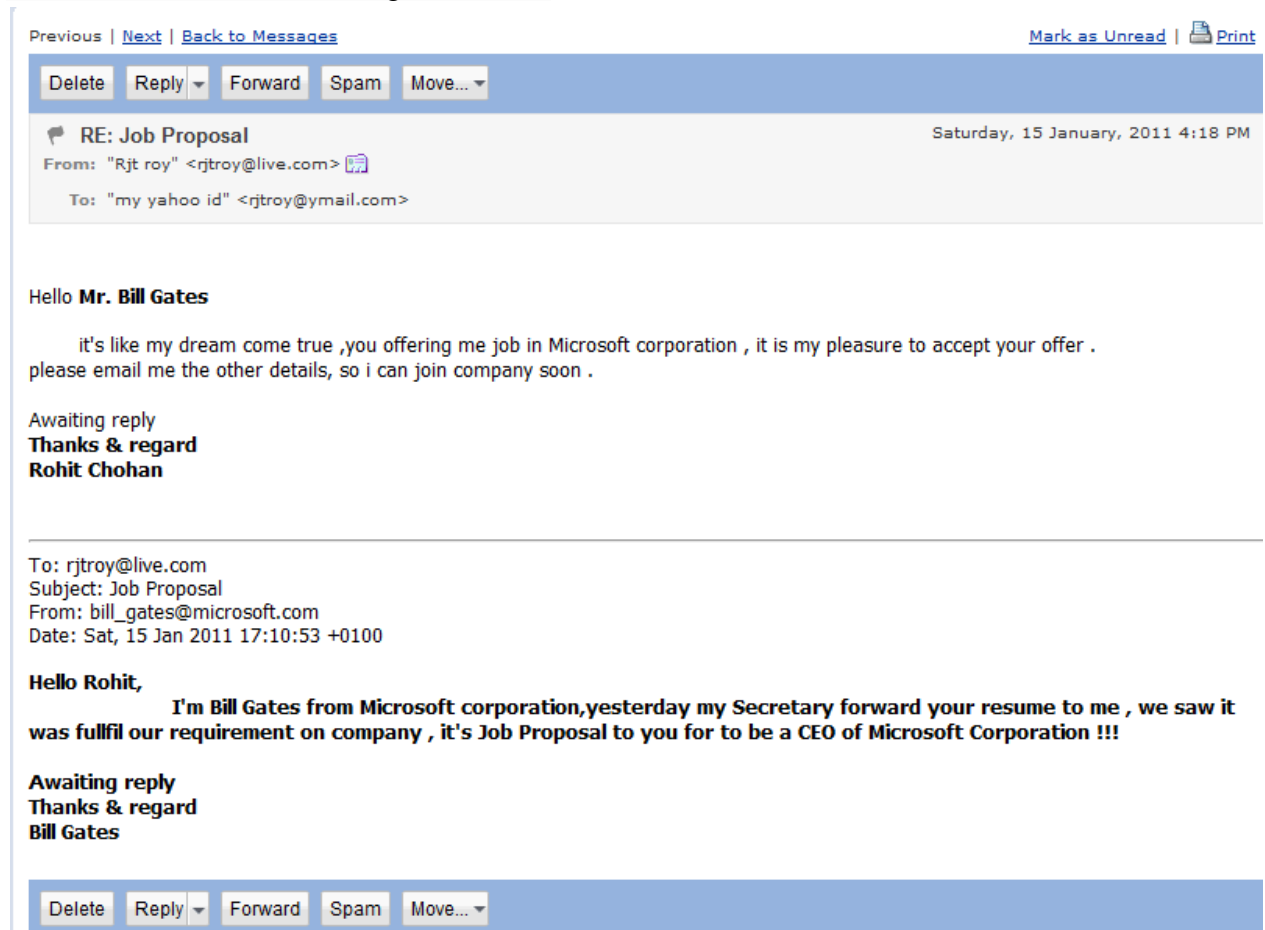 Previous | Next | Back to Messages Mark as Unread | Print
Delete Reply Forward Spam Move...
RE: Job Proposal Saturday, 15 January, 2011 4:18 PM
From: "Rjt roy" <rjtroy@live.com>
To: "my yahoo id" <rjtroy@ymail.com>
Hello Mr. Bill Gates
it's like my dream come true ,you offering me job in Microsoft corporation , it is my pleasure to accept your offer .
please email me the other details, so i can join company soon .
Awaiting reply
Thanks & regard
Rohit Chohan
To: rjtroy@live.com
Subject: Job Proposal
From: bill_gates@microsoft.com
Date: Sat, 15 Jan 2011 17:10:53 +0100
Hello Rohit,
I'm Bill Gates from Microsoft corporation,yesterday my Secretary forward your resume to me , we saw it
was fullfil our requirement on company , it's Job Proposal to you for to be a CEO of Microsoft Corporation !!!
Awaiting reply
Thanks & regard
Bill Gates
Delete Reply Forward Spam Move...